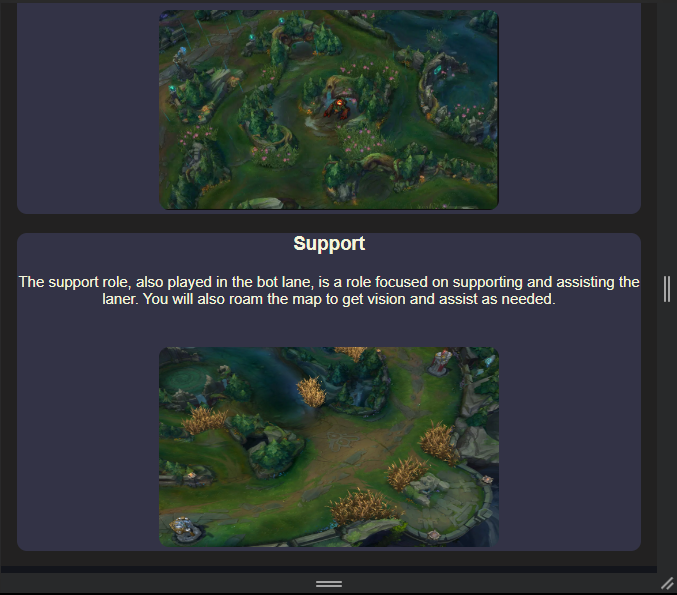 Support
The support role, also played in the bot lane, is a role focused on supporting and assisting the
laner. You will also roam the map to get vision and assist as needed.